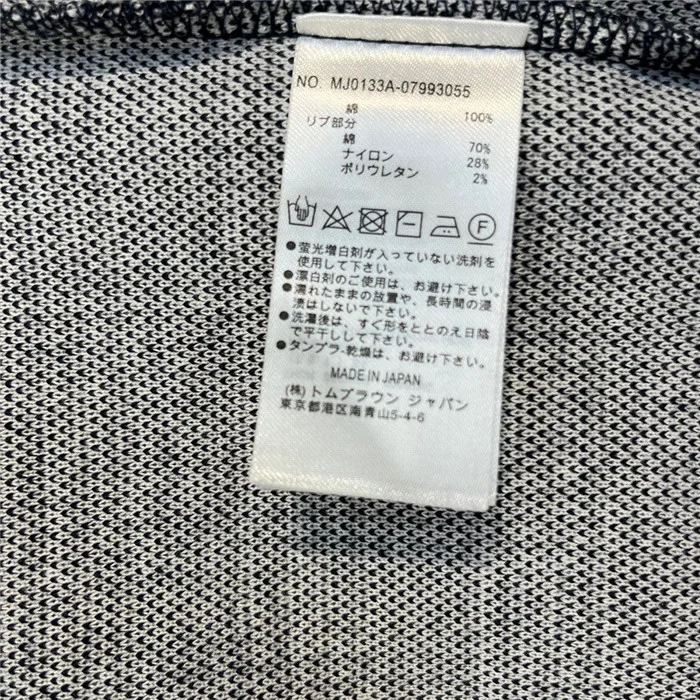 NO. MJ0133A-07993055
綿 100%
リブ部分
綿 70%
ナイロン 28%
ポリウレタン 2%
F
●蛍光増白剤が入っていない洗剤を
使用して下さい。
●漂白剤のご使用は、お避け下さい。
●濡れたままの放置や、長時間の浸
漬はしないで下さい。
●洗濯後は、すぐ形をととのえ日陰
で平干しして下さい。
●タンブラー乾燥は、お避け下さい。
MADE IN JAPAN
(株)トムブラウン ジャパン
東京都港区南青山5-4-6